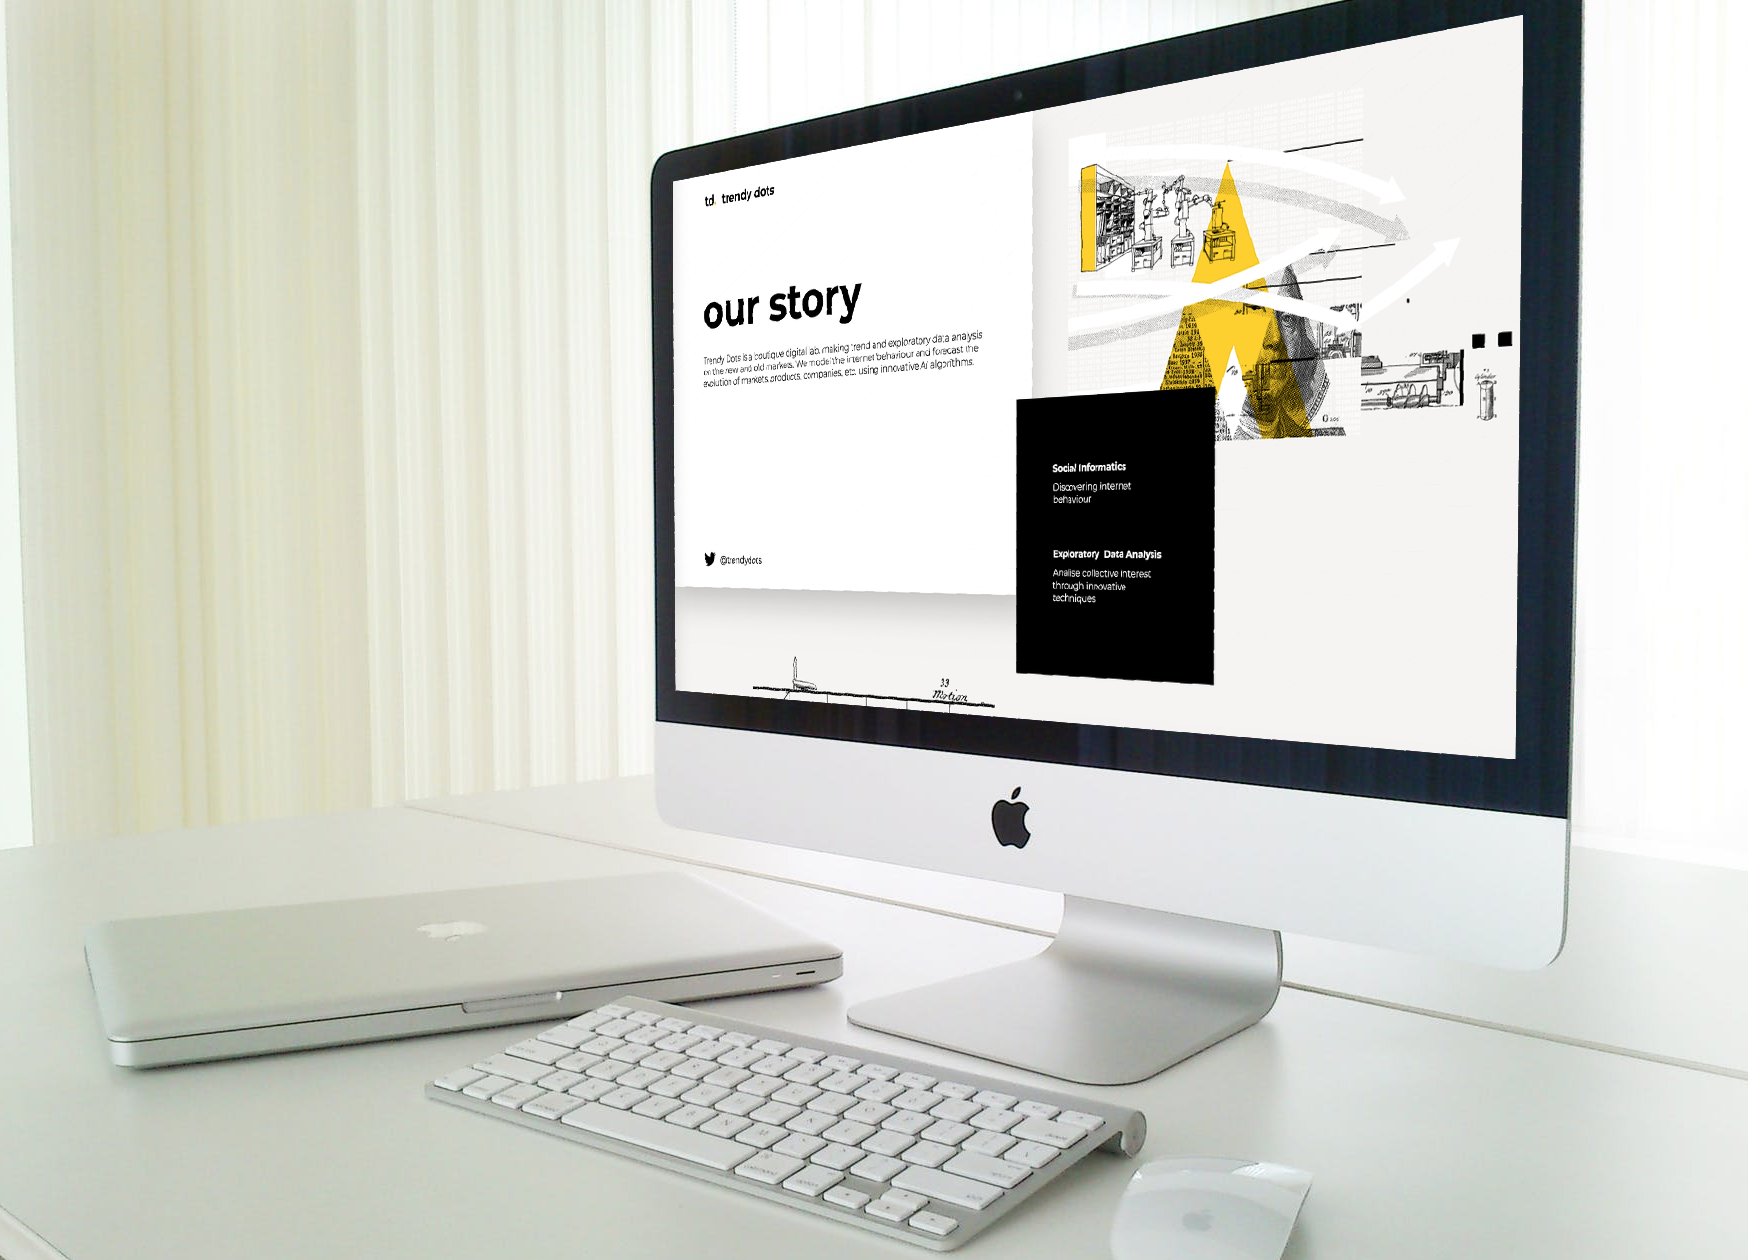 td. trendy dots
our story
Trendy Dots is a boutique digital lab, making trend and exploratory data analysis
on the new and old markets. We model the internet behaviour and forecast the
evolution of markets, products, companies, etc. using innovative AI algorithms.
@trendydots
Social Informatics
Discovering internet
behaviour
Exploratory Data Analysis
Analise collective interest
through innovative
techniques
33
Motion